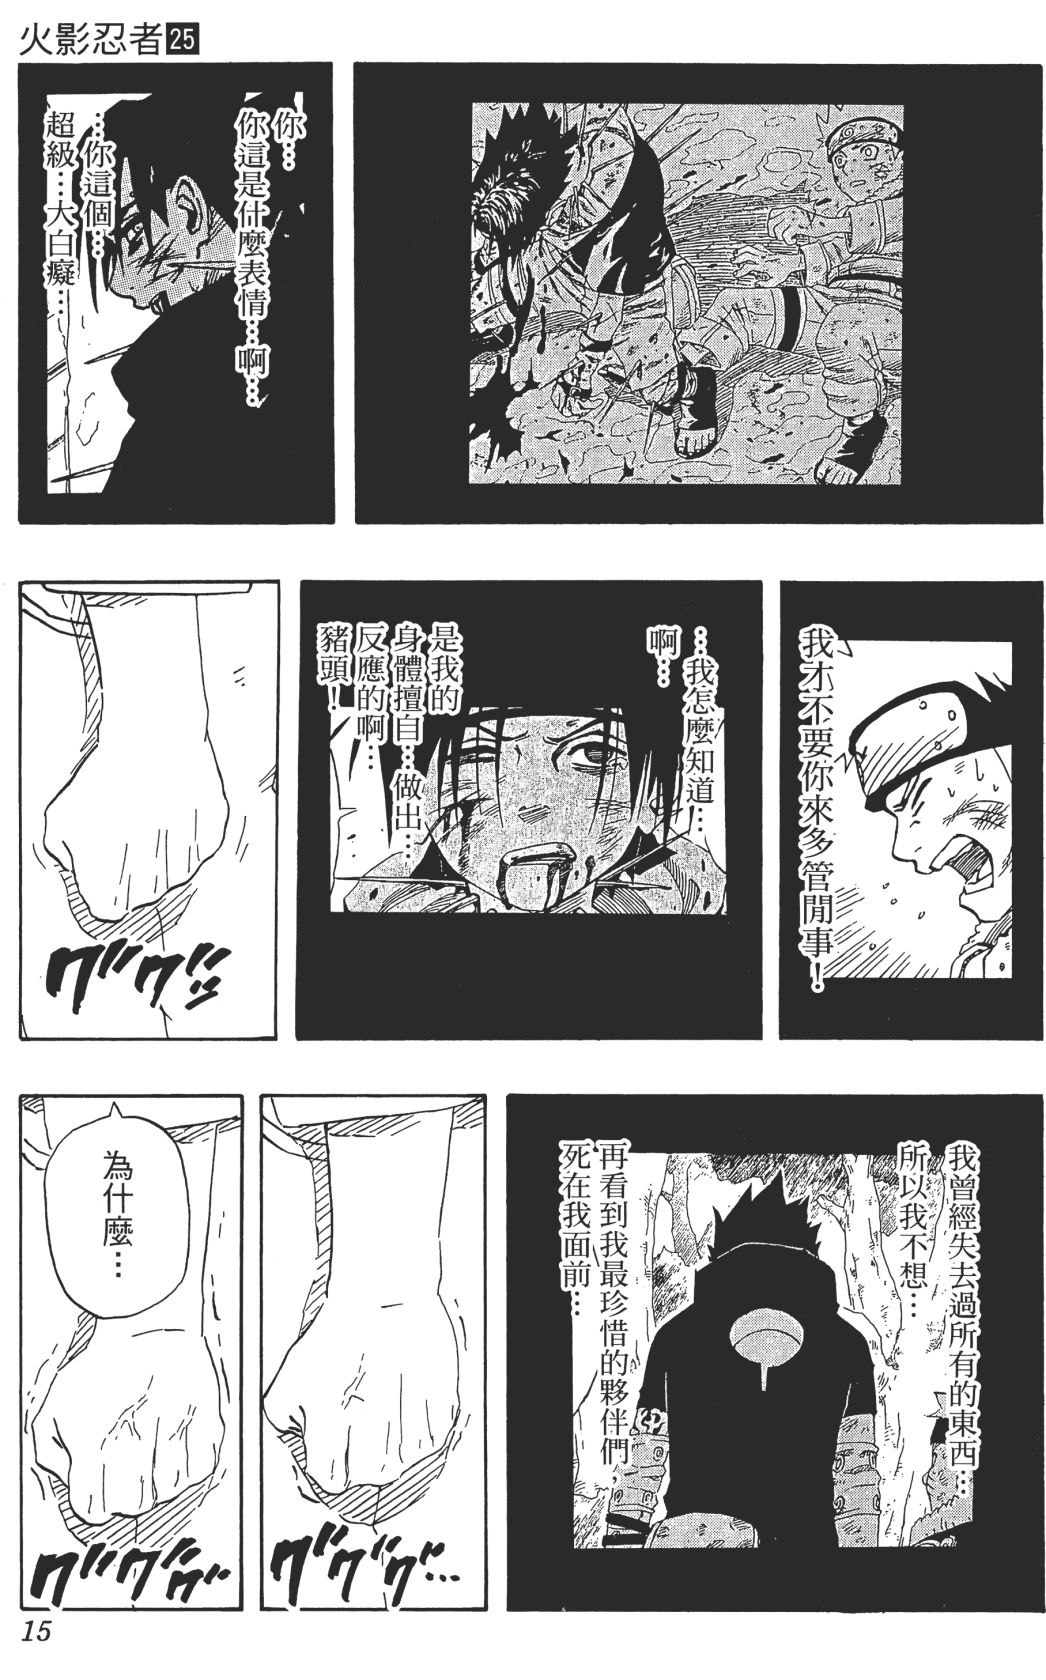 火影忍者25
你…
你這是什麼表情…啊…
…你這個…
超級…大白癡…
我才不要你來多管閒事！
…我怎麼知道…
啊…
是我的
身體擅自…做出…
反應的啊…
豬頭！
グググッ
我曾經失去過所有的東西…
所以我不想…
再看到我最珍惜的夥伴們，
死在我面前…
グググ…
為什麼…
グググ…
15